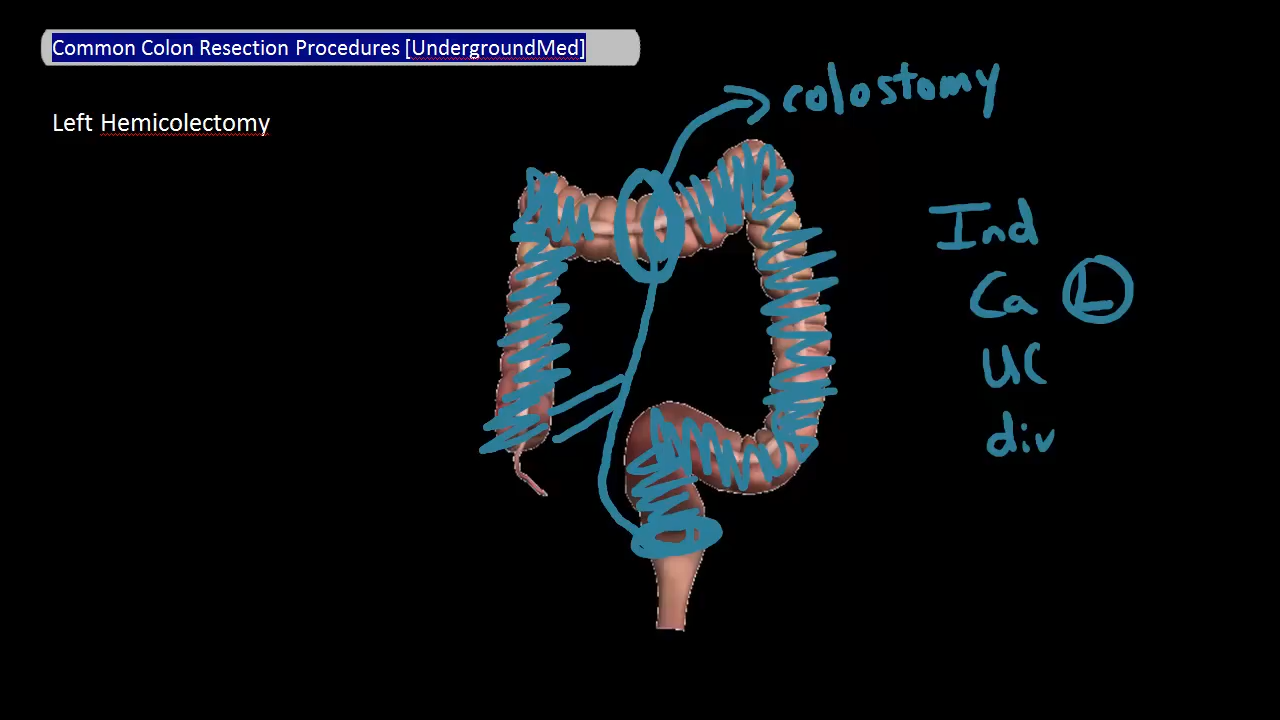 Common Colon Resection Procedures [UndergroundMed]
Left Hemicolectomy
colostomy
Ind
Ca L
UC
div